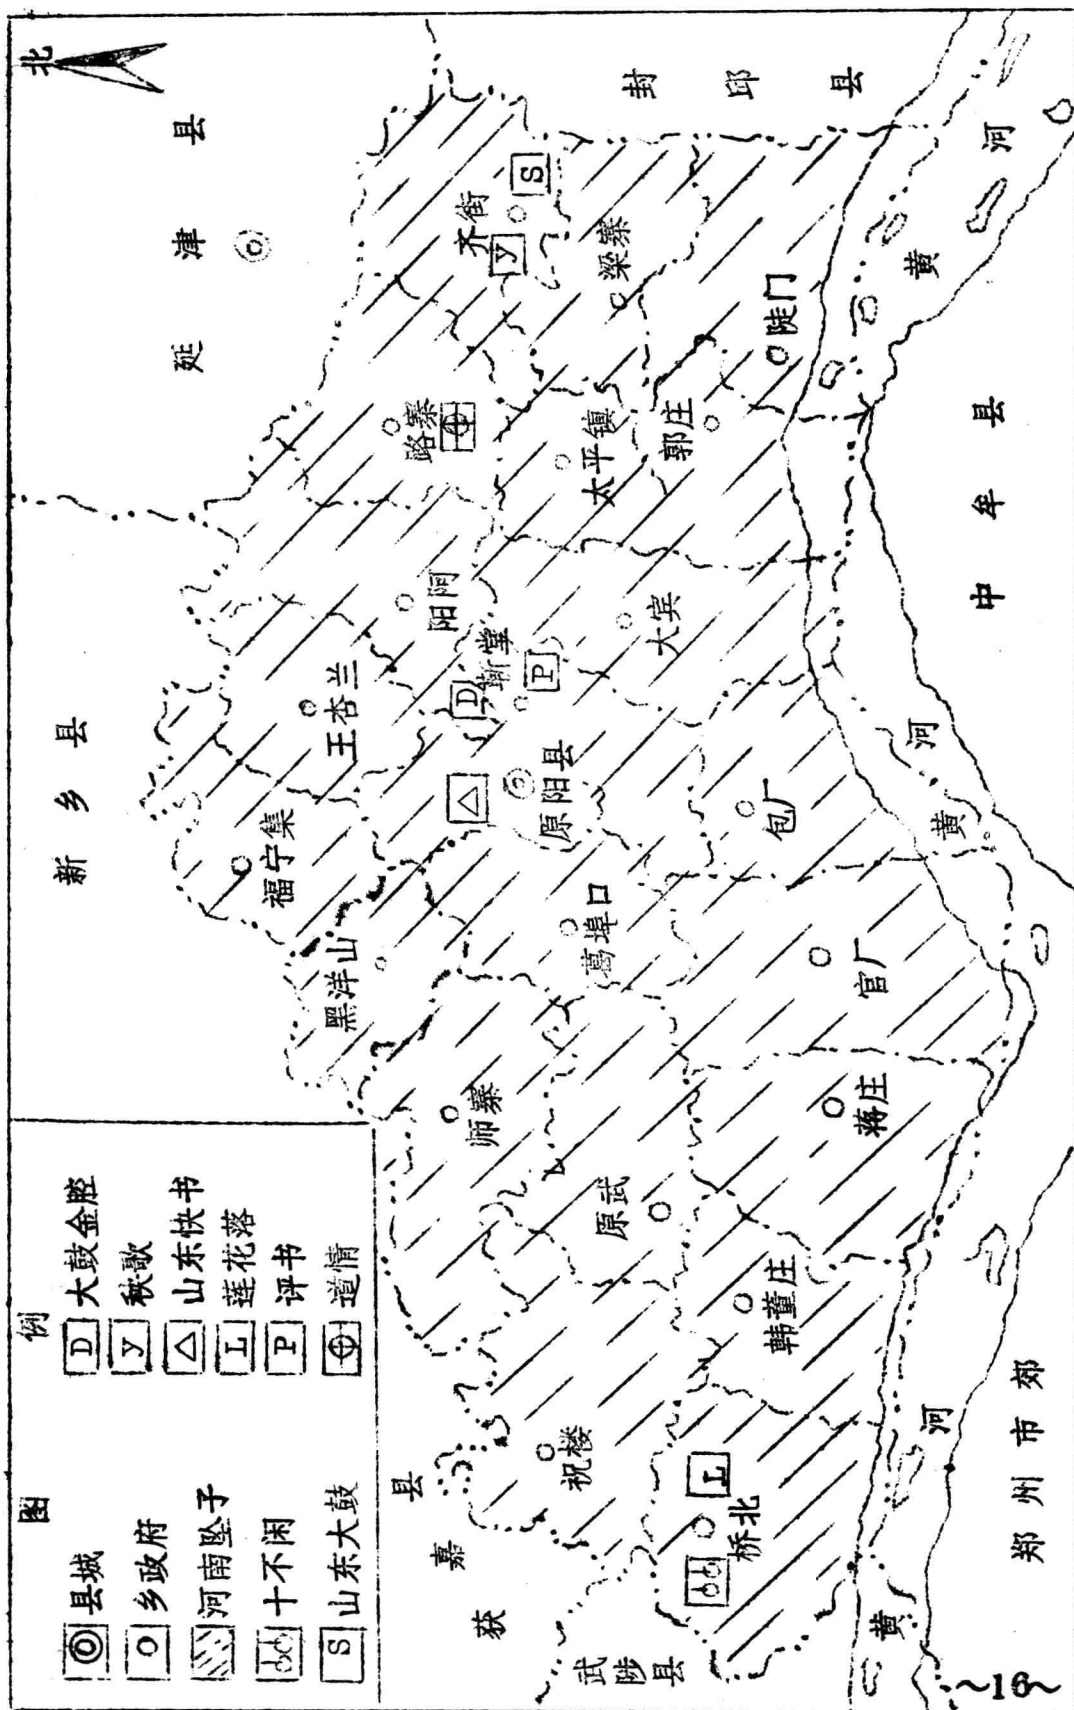 北
新乡县
延津县
封邱县
图例
县城
乡政府
河南坠子
十不闲
S 山东大鼓
D 大鼓金腔
y 秧歌
山东快书
L 莲花落
P 评书
道情
福宁集
王杏兰
黑洋山
阳阿
路寨
齐街
y
S
梁寨
太平镇
郭庄
陡门
D
靳堂
P
大宾
原阳县
葛埠口
包厂
官厂
师寨
原武
蒋庄
韩董庄
祝楼
桥北
L
获嘉县
武陟县
黄河
黄河
黄河
郑州市郊
中牟县
~16~